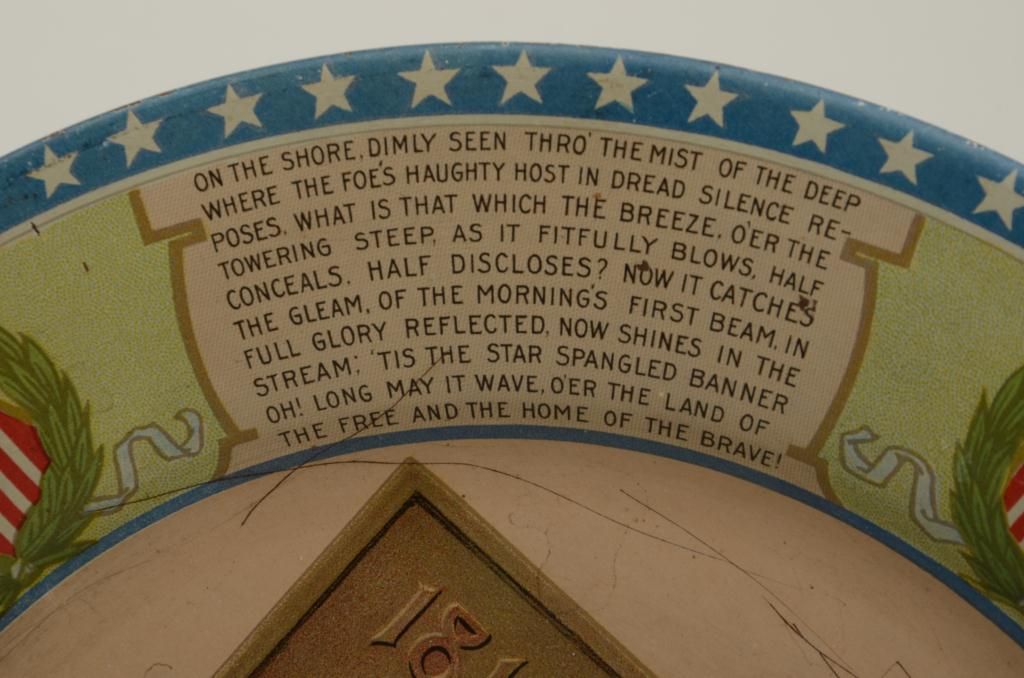 ON THE SHORE, DIMLY SEEN THRO' THE MIST OF THE DEEP
WHERE THE FOE'S HAUGHTY HOST IN DREAD SILENCE RE-
POSES, WHAT IS THAT WHICH THE BREEZE, O'ER THE
TOWERING STEEP, AS IT FITFULLY BLOWS, HALF
CONCEALS, HALF DISCLOSES? NOW IT CATCHES
THE GLEAM, OF THE MORNING'S FIRST BEAM, IN
FULL GLORY REFLECTED, NOW SHINES IN THE
STREAM; 'TIS THE STAR SPANGLED BANNER
OH! LONG MAY IT WAVE, O'ER THE LAND OF
THE FREE AND THE HOME OF THE BRAVE!